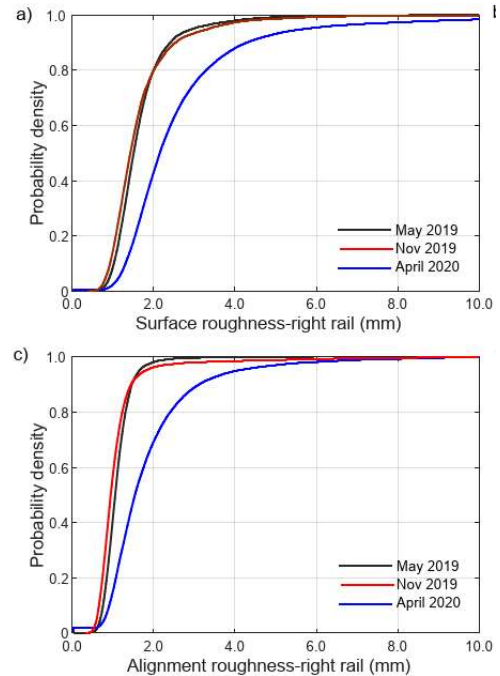 a)
b
1.0
0.8
0.6
0.4
0.2
0
Probability density
May 2019
Nov 2019
April 2020
0.0 2.0 4.0 6.0 8.0 10.0
Surface roughness-right rail (mm)
c)
1.0
0.8
0.6
0.4
0.2
0
Probability density
May 2019
Nov 2019
April 2020
0.0 2.0 4.0 6.0 8.0 10.0
Alignment roughness-right rail (mm)